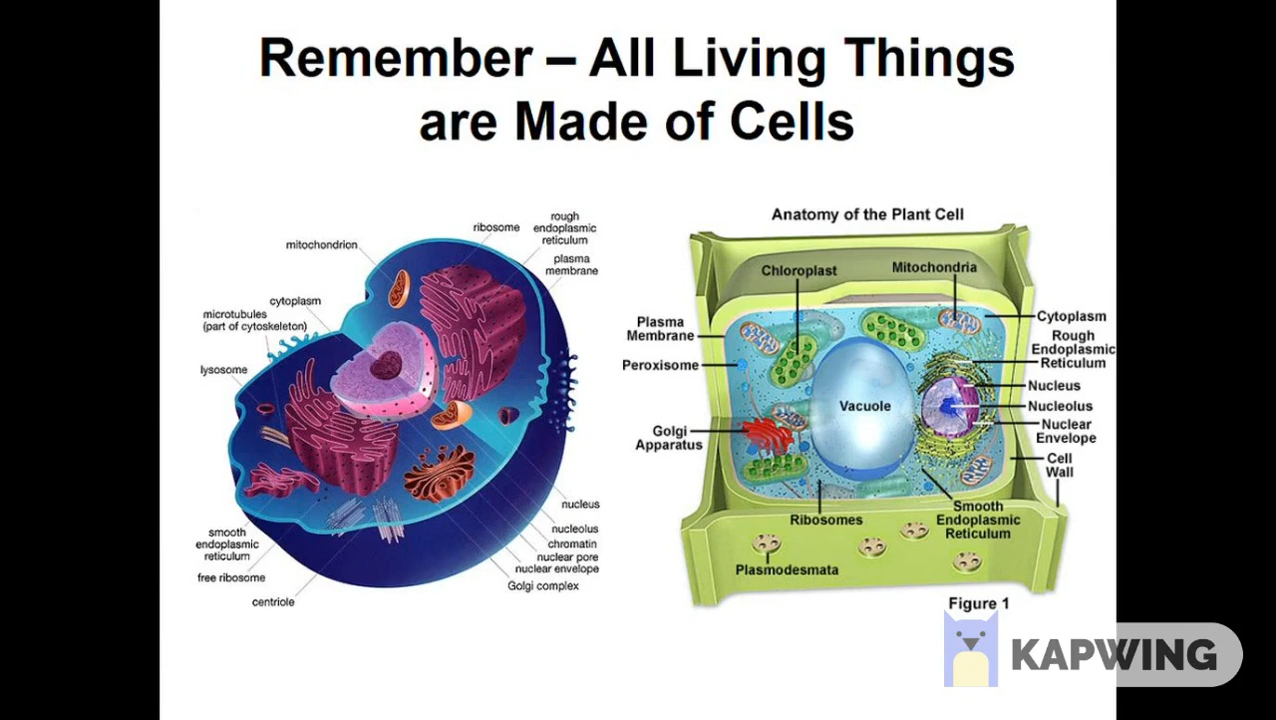 Remember – All Living Things
are Made of Cells
mitochondrion
ribosome
rough
endoplasmic
reticulum
plasma
membrane
cytoplasm
microtubules
(part of cytoskeleton)
lysosome
smooth
endoplasmic
reticulum
free ribosome
centriole
nucleus
nucleolus
chromatin
nuclear pore
nuclear envelope
Golgi complex
Anatomy of the Plant Cell
Chloroplast
Mitochondria
Plasma
Membrane
Peroxisome
Golgi
Apparatus
Vacuole
Cytoplasm
Rough
Endoplasmic
Reticulum
Nucleus
Nucleolus
Nuclear
Envelope
Cell
Wall
Ribosomes
Smooth
Endoplasmic
Reticulum
Plasmodesmata
Figure 1
KAPWING